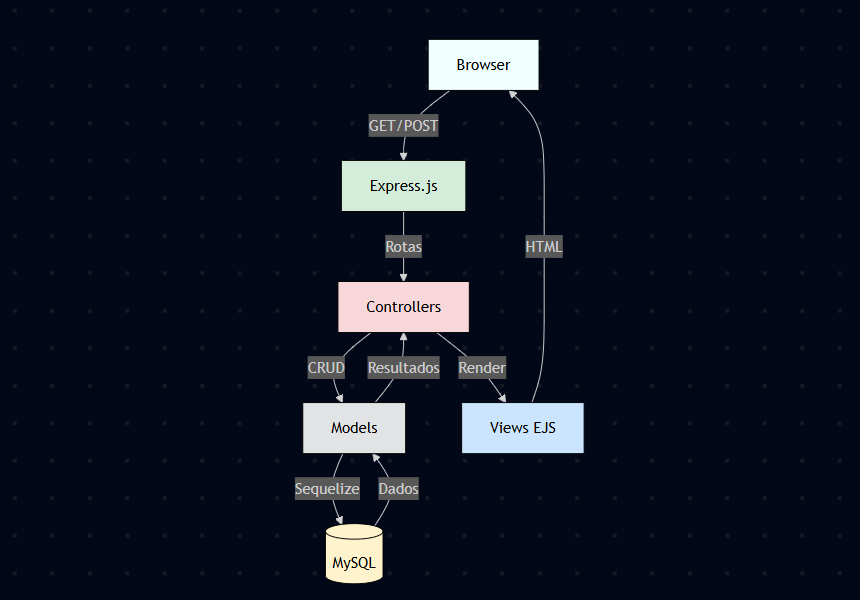 Browser
GET/POST
Express.js
Rotas
HTML
Controllers
CRUD
Resultados
Render
Models
Views EJS
Sequelize
Dados
MySQL